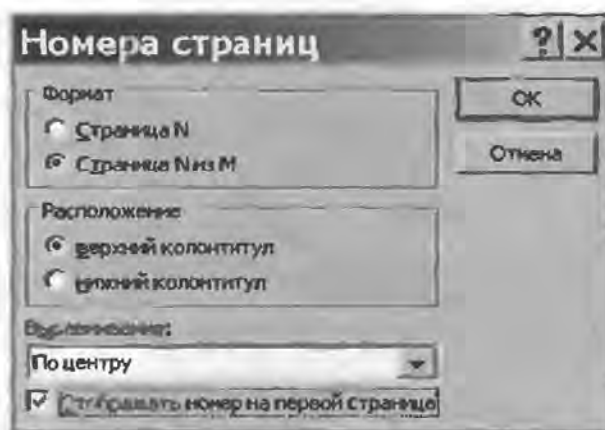 Номера страниц
Формат
Страница N
Страница N из M
Расположение
верхний колонтитул
нижний колонтитул
Выравнивание:
По центру
Отображать номер на первой странице
ОК
Отмена